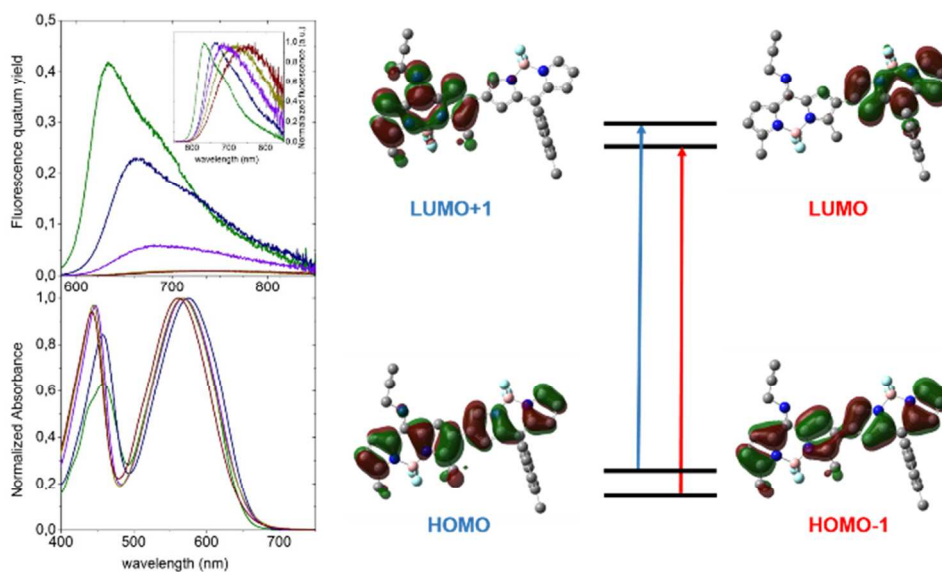 0,5
0,4
0,3
0,2
0,1
0,0
Fluorescence quantum yield
600 700 800
1.0
0.8
0.6
0.4
0.2
0.0
Normalized fluorescence (a.u.)
600 700 800
wavelength (nm)
1,0
0,8
0,6
0,4
0,2
0,0
Normalized Absorbance
400 500 600 700
wavelength (nm)
LUMO+1
LUMO
HOMO
HOMO-1